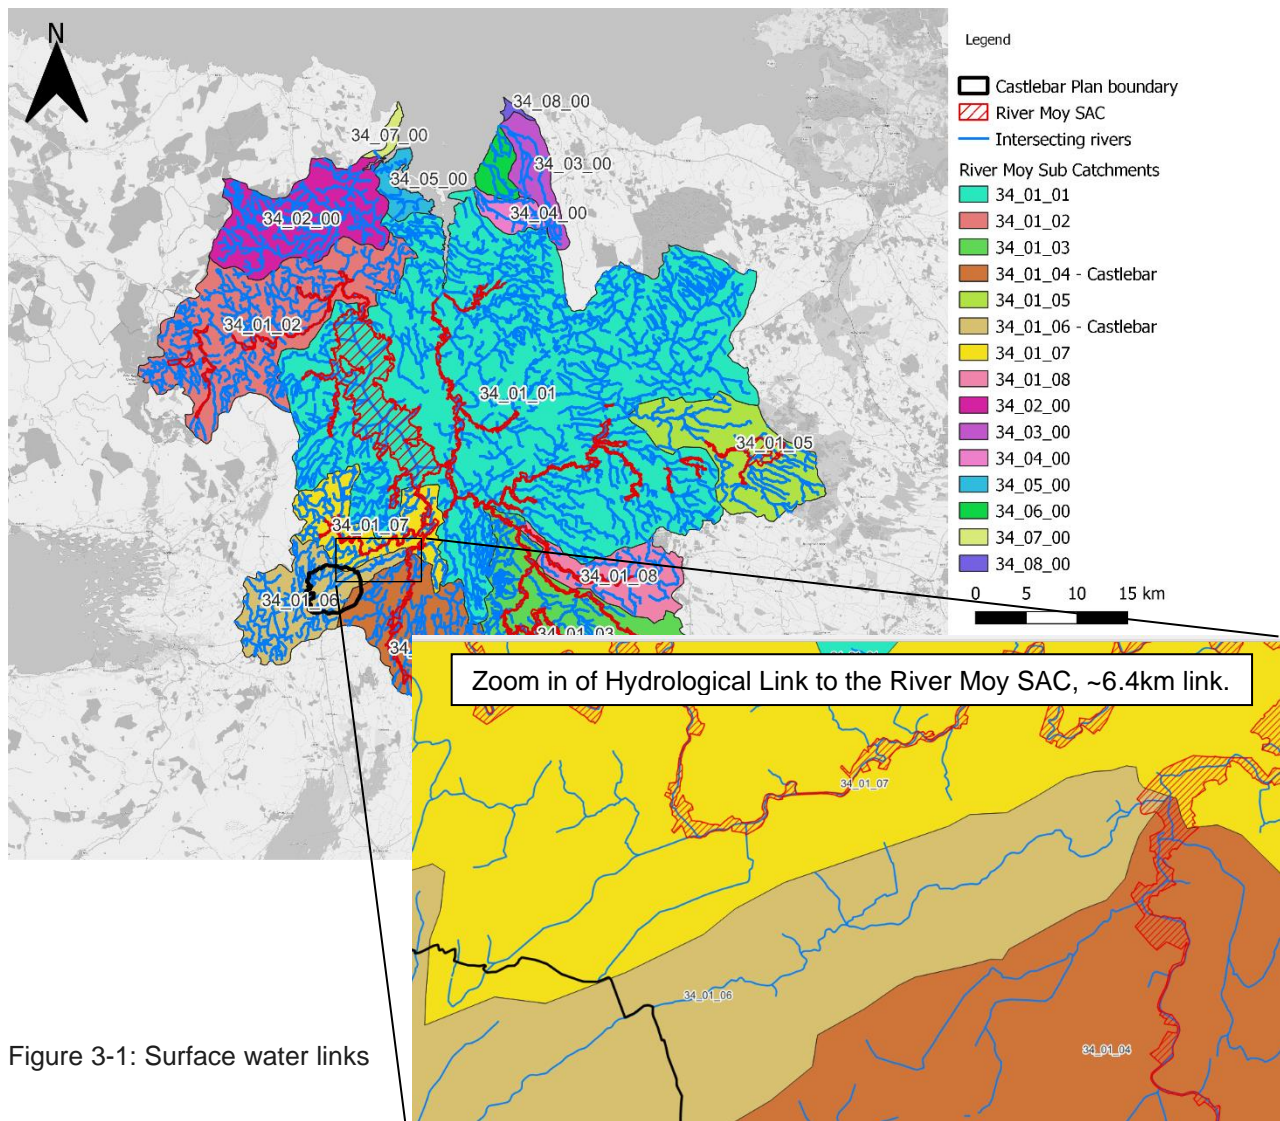 N
34_08_00
34_07_00
34_03_00
34_05_00
34_04_00
34_02_00
34_01_02
34_01_01
34_01_05
34_01_07
34_01_08
34_01_06
34_01_03
34_
Legend
Castlebar Plan boundary
River Moy SAC
Intersecting rivers
River Moy Sub Catchments
34_01_01
34_01_02
34_01_03
34_01_04 - Castlebar
34_01_05
34_01_06 - Castlebar
34_01_07
34_01_08
34_02_00
34_03_00
34_04_00
34_05_00
34_06_00
34_07_00
34_08_00
0 5 10 15 km
Zoom in of Hydrological Link to the River Moy SAC, ~6.4km link.
34_01_07
34_01_06
34_01_04
Figure 3-1: Surface water links